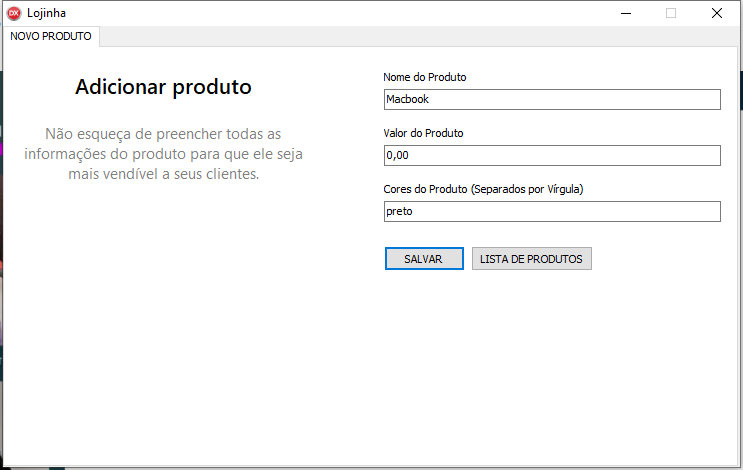 DX Lojinha
NOVO PRODUTO
Adicionar produto
Não esqueça de preencher todas as
informações do produto para que ele seja
mais vendível a seus clientes.
Nome do Produto
Macbook
Valor do Produto
0,00
Cores do Produto (Separados por Vírgula)
preto
SALVAR LISTA DE PRODUTOS